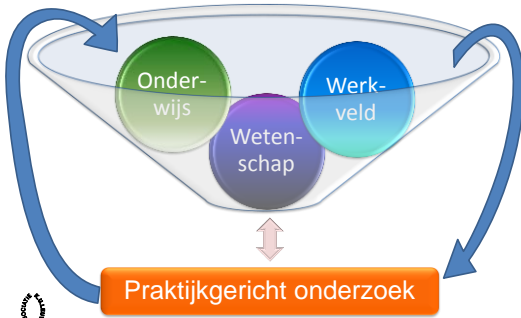 Onder-
wijs
Werk-
veld
Weten-
schap
Praktijkgericht onderzoek